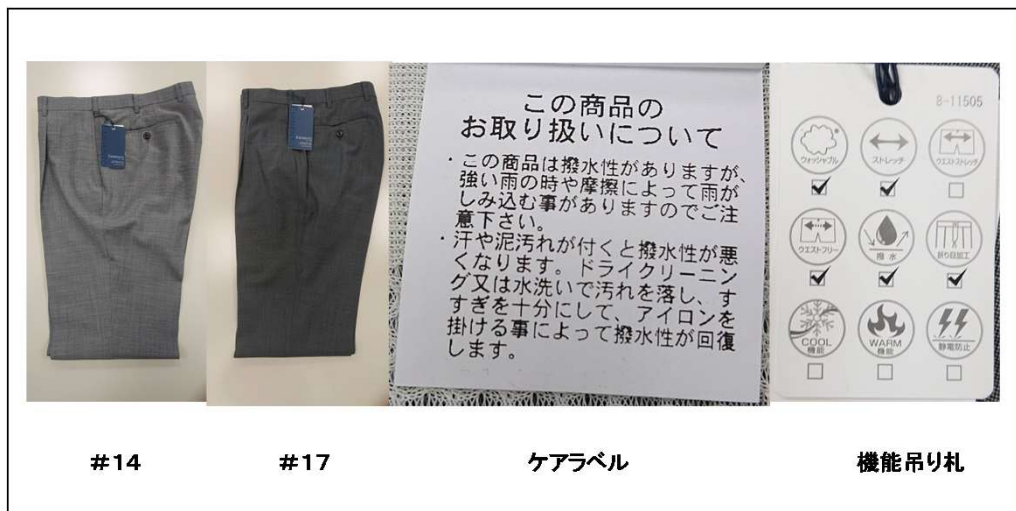 この商品の
お取り扱いについて
・この商品は撥水性がありますが、
強い雨の時や摩擦によって雨が
しみ込む事がありますのでご注
意下さい。
・汗や泥汚れが付くと撥水性が悪
くなります。ドライクリーニン
グ又は水洗いで汚れを落し、す
すぎを十分にして、アイロンを
掛ける事によって撥水性が回復
します。
8-11505
ウォッシャブル
ストレッチ
ウエストストレッチ
ウエストフリー
撥水
折り目加工
COOL
機能
WARM
機能
静電防止
#14
#17
ケアラベル
機能吊り札